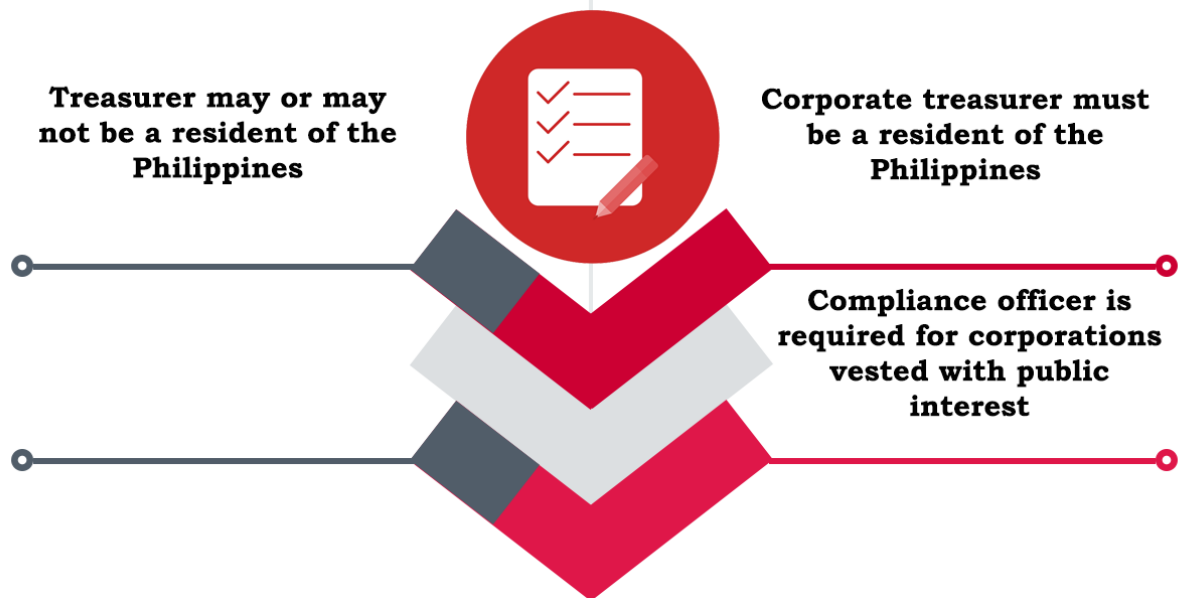 Treasurer may or may
not be a resident of the
Philippines
Corporate treasurer must
be a resident of the
Philippines
Compliance officer is
required for corporations
vested with public
interest